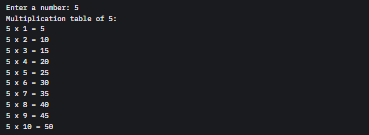 Enter a number: 5
Multiplication table of 5:
5 x 1 = 5
5 x 2 = 10
5 x 3 = 15
5 x 4 = 20
5 x 5 = 25
5 x 6 = 30
5 x 7 = 35
5 x 8 = 40
5 x 9 = 45
5 x 10 = 50